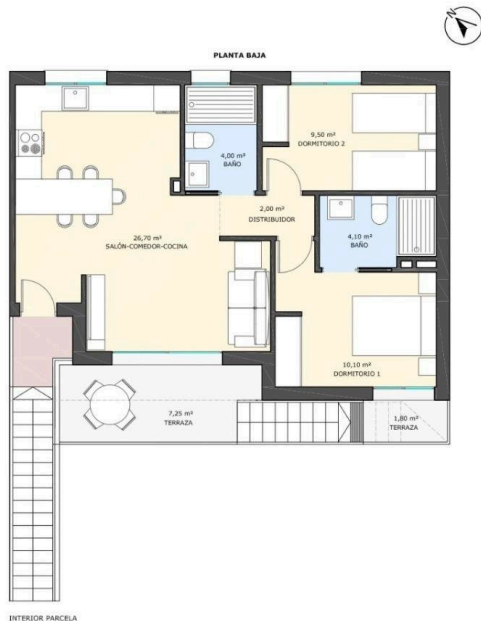 N
PLANTA BAJA
9,50 m²
DORMITORIO 2
4,00 m²
BAÑO
2,00 m²
DISTRIBUIDOR
26,70 m²
SALÓN-COMEDOR-COCINA
4,10 m²
BAÑO
10,10 m²
DORMITORIO 1
7,25 m²
TERRAZA
1,80 m²
TERRAZA
INTERIOR PARCELA